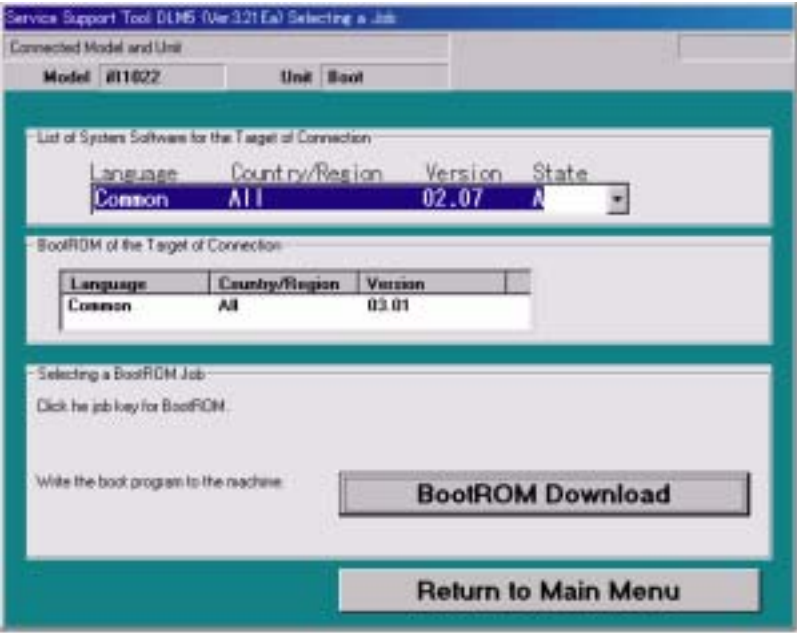 Service Support Tool DLM5 (Ver.3.21Ea) Selecting a Job
Connected Model and Unit
Model iR1022 Unit Boot
List of System Software for the Target of Connection
Language Country/Region Version State
Common All 02.07 A
BootROM of the Target of Connection
Language Country/Region Version
Common All 03.01
Selecting a BootROM Job
Click he job key for BootROM.
Write the boot program to the machine.
BootROM Download
Return to Main Menu